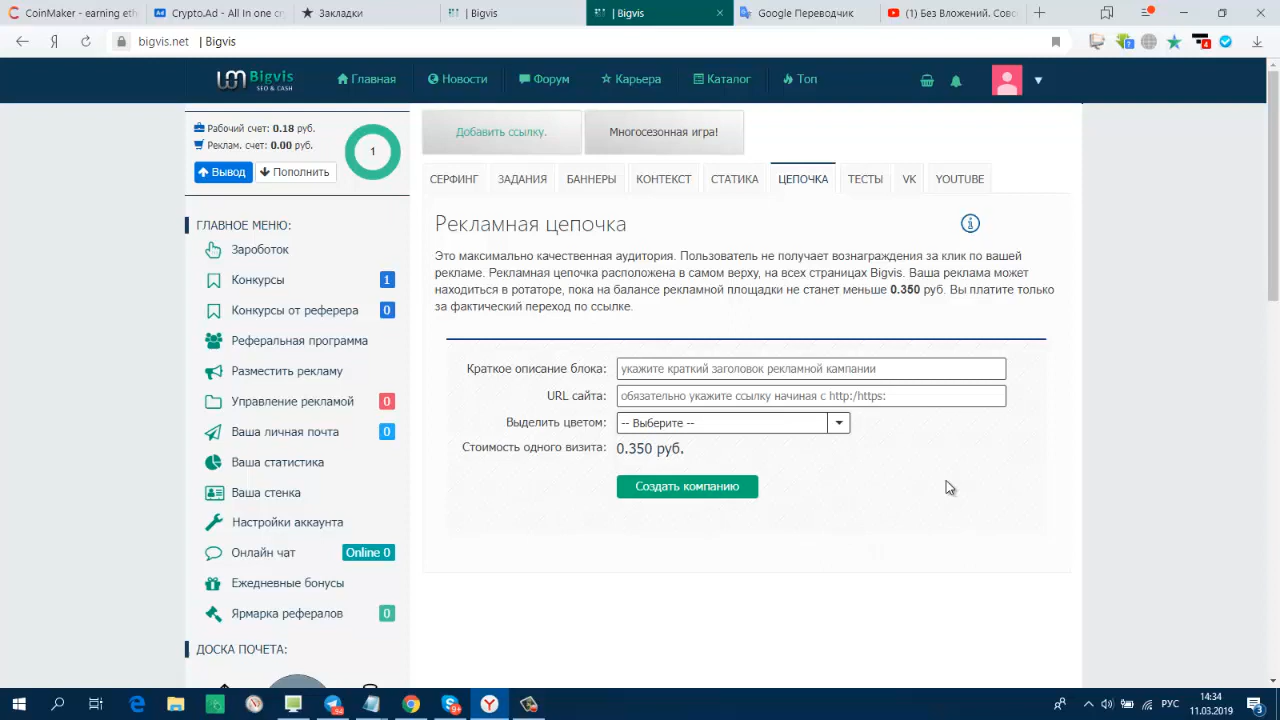 CoinMaker - earning eth
Crypto.Ad - All in one cr
Закладки
| Bigvis
| Bigvis
Google Переводчик
(1) Без Вложений. Совс
bigvis.net | Bigvis
Bigvis
SEO & CASH
Главная
Новости
Форум
Карьера
Каталог
Топ
Рабочий счет: 0.18 руб.
Реклам. счет: 0.00 руб.
1
Вывод
Пополнить
Добавить ссылку.
Многосезонная игра!
СЕРФИНГ
ЗАДАНИЯ
БАННЕРЫ
КОНТЕКСТ
СТАТИКА
ЦЕПОЧКА
ТЕСТЫ
VK
YOUTUBE
ГЛАВНОЕ МЕНЮ:
Зароботок
Конкурсы 1
Конкурсы от реферера 0
Реферальная программа
Разместить рекламу
Управление рекламой 0
Ваша личная почта 0
Ваша статистика
Ваша стенка
Настройки аккаунта
Онлайн чат Online 0
Ежедневные бонусы
Ярмарка рефералов 0
ДОСКА ПОЧЕТА:
Рекламная цепочка
Это максимально качественная аудитория. Пользователь не получает вознаграждения за клик по вашей
рекламе. Рекламная цепочка расположена в самом верху, на всех страницах Bigvis. Ваша реклама может
находиться в ротаторе, пока на балансе рекламной площадки не станет меньше 0.350 руб. Вы платите только
за фактический переход по ссылке.
Краткое описание блока: укажите краткий заголовок рекламной кампании
URL сайта: обязательно укажите ссылку начиная с http:/https:
Выделить цветом: -- Выберите --
Стоимость одного визита: 0.350 руб.
Создать компанию
РУС
14:34
11.03.2019